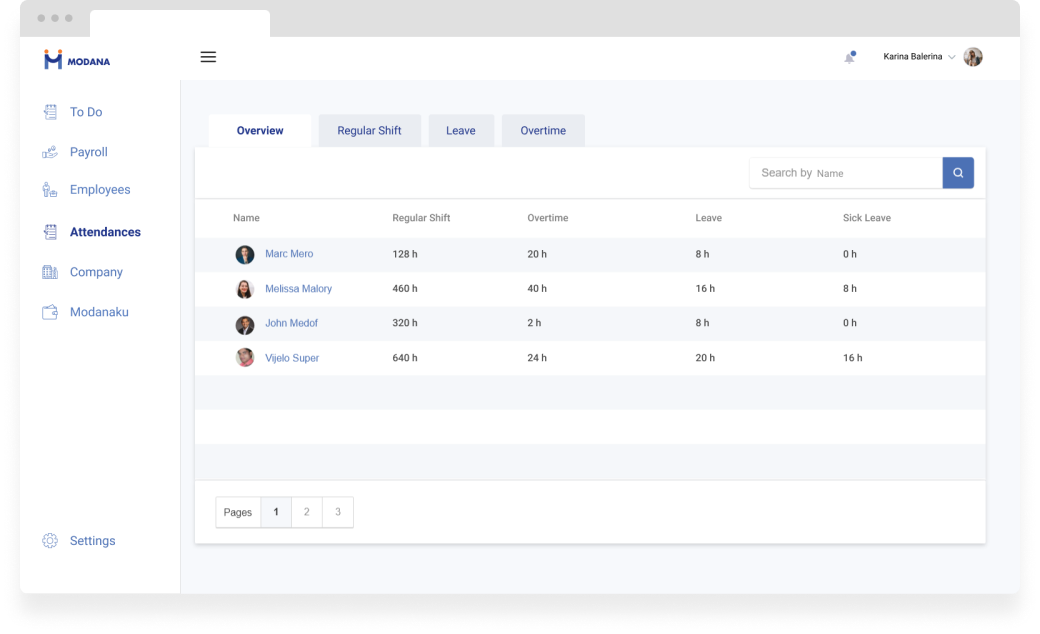 MODANA
Karina Balerina
To Do
Payroll
Employees
Attendances
Company
Modanaku
Settings
Overview Regular Shift Leave Overtime
Search by Name
Name Regular Shift Overtime Leave Sick Leave
Marc Mero 128 h 20 h 8 h 0 h
Melissa Malory 460 h 40 h 16 h 8 h
John Medof 320 h 2 h 8 h 0 h
Vijelo Super 640 h 24 h 20 h 16 h
Pages 1 2 3